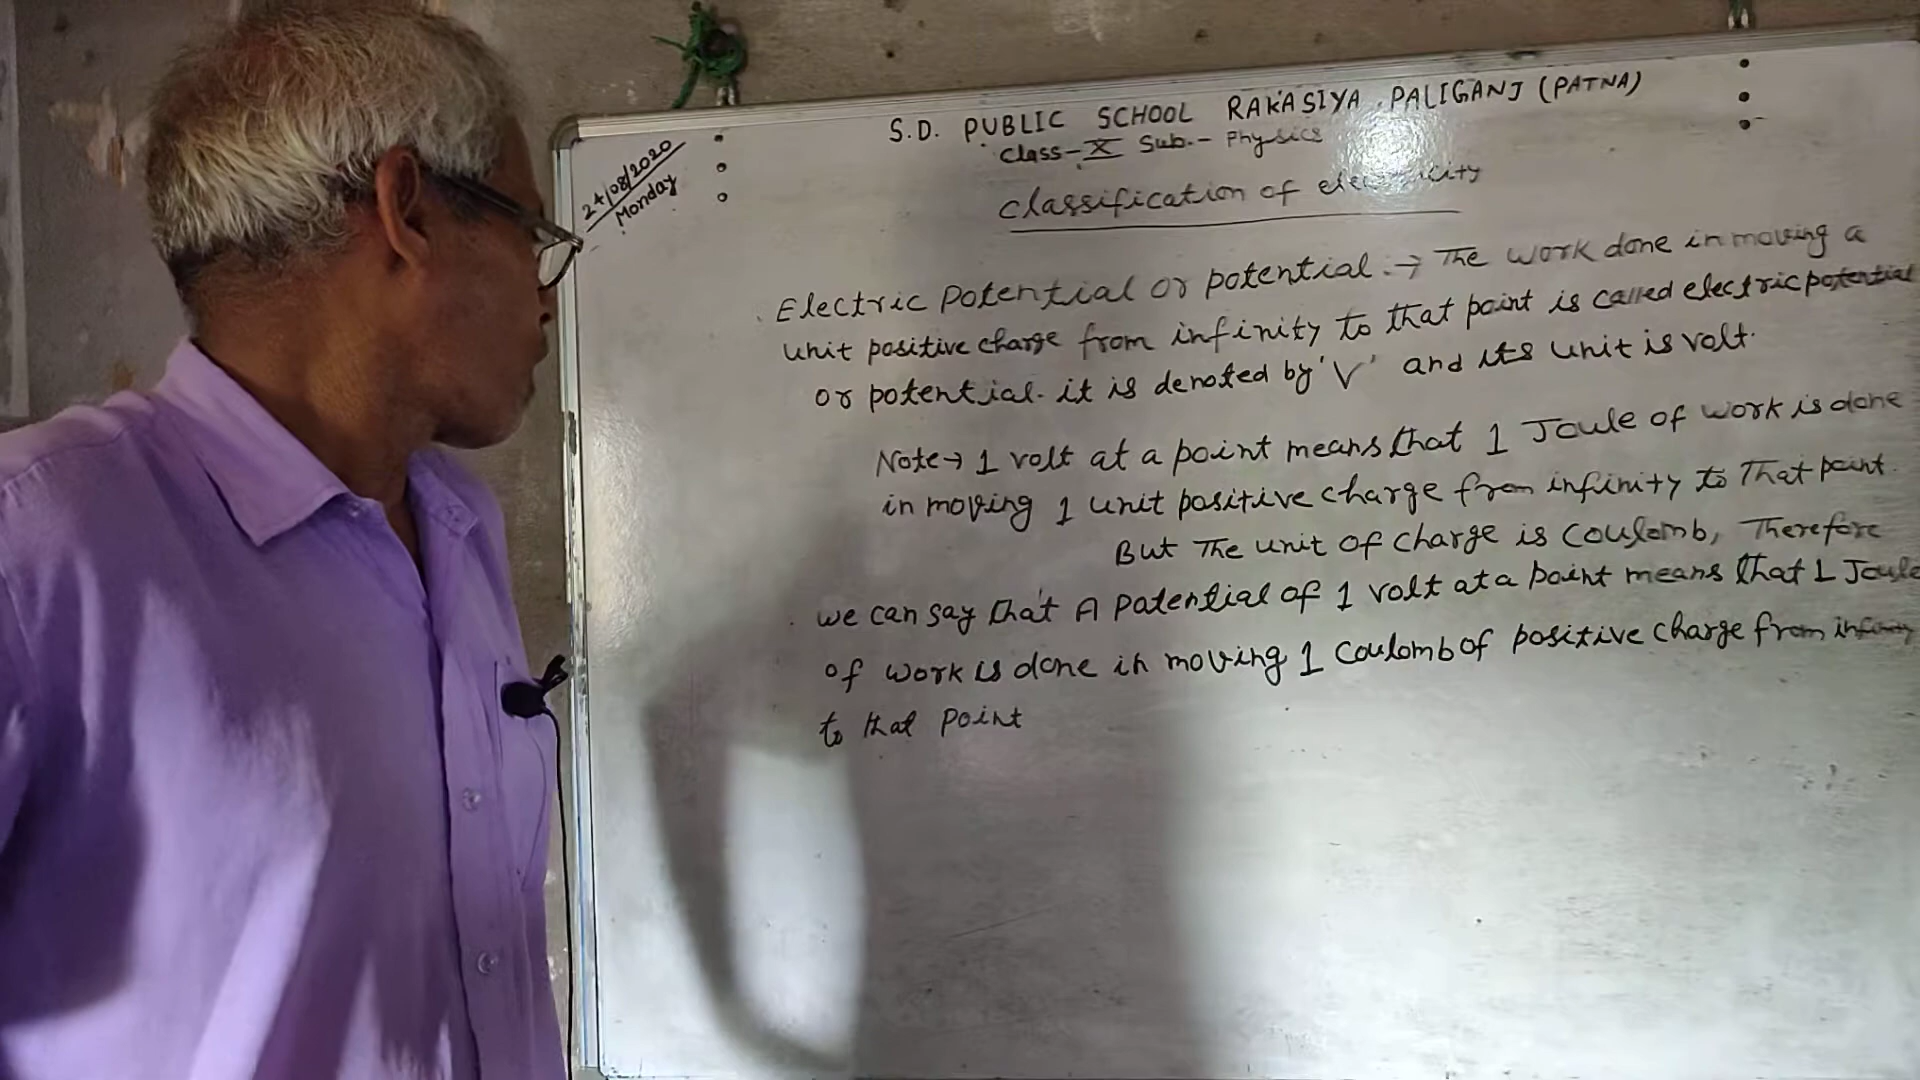 S.D. PUBLIC SCHOOL RAKASIYA, PALIGANJ (PATNA)
Class-X Sub.- Physics
24/08/2020
Monday
classification of electricity
Electric Potential or potential :→ The work done in moving a
unit positive charge from infinity to that point is called electric potential
or potential. it is denoted by 'V' and its unit is volt.
Note→ 1 volt at a point means that 1 Joule of work is done
in moving 1 unit positive charge from infinity to That point.
But The unit of charge is coulomb, Therefore
we can say that A potential of 1 volt at a point means that 1 Joule
of work is done in moving 1 coulomb of positive charge from infinity
to that point